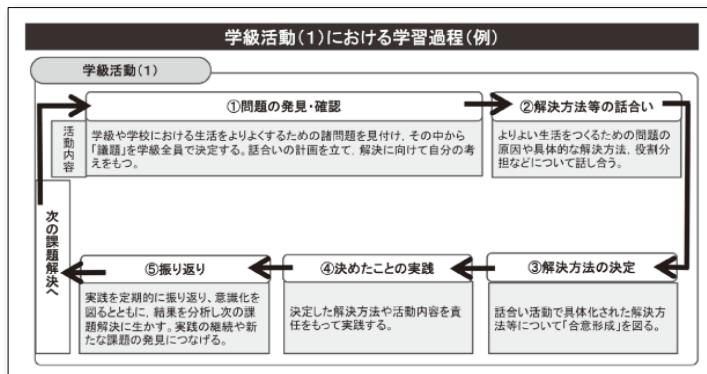 学級活動(1)における学習過程(例)
学級活動(1)
①問題の発見・確認
活動内容
学級や学校における生活をよりよくするための諸問題を見付け,その中から
「議題」を学級全員で決定する。話合いの計画を立て,解決に向けて自分の考
えをもつ。
②解決方法等の話合い
よりよい生活をつくるための問題の
原因や具体的な解決方法,役割分
担などについて話し合う。
③解決方法の決定
話合い活動で具体化された解決方
法等について「合意形成」を図る。
④決めたことの実践
決定した解決方法や活動内容を責
任をもって実践する。
⑤振り返り
実践を定期的に振り返り、意識化を
図るとともに,結果を分析し次の課
題解決に生かす。実践の継続や新
たな課題の発見につなげる。
次の課題解決へ